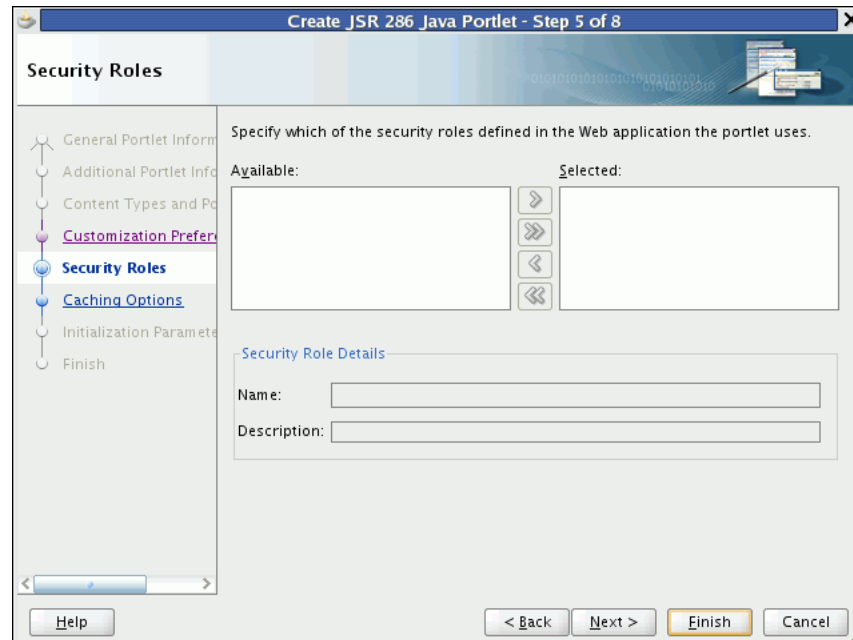 Create JSR 286 Java Portlet - Step 5 of 8
Security Roles
General Portlet Inform
Additional Portlet Info
Content Types and Po
Customization Prefer
Security Roles
Caching Options
Initialization Paramete
Finish
Specify which of the security roles defined in the Web application the portlet uses.
Available:
Selected:
Security Role Details
Name:
Description:
Help
< Back
Next >
Finish
Cancel